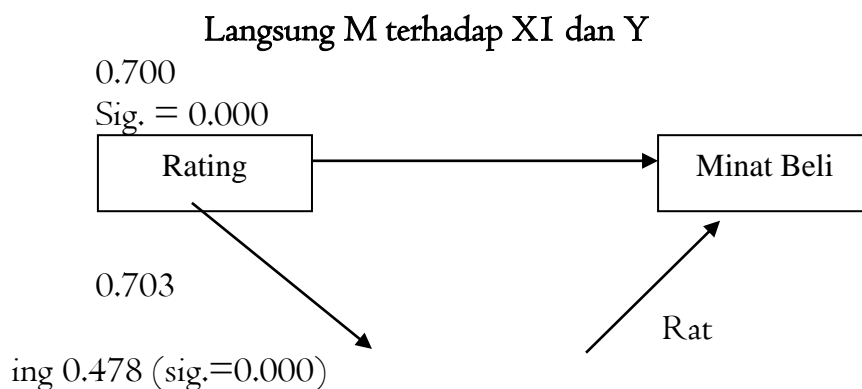 Langsung M terhadap X1 dan Y
0.700
Sig. = 0.000
Rating
Minat Beli
0.703
Rat
ing 0.478 (sig.=0.000)